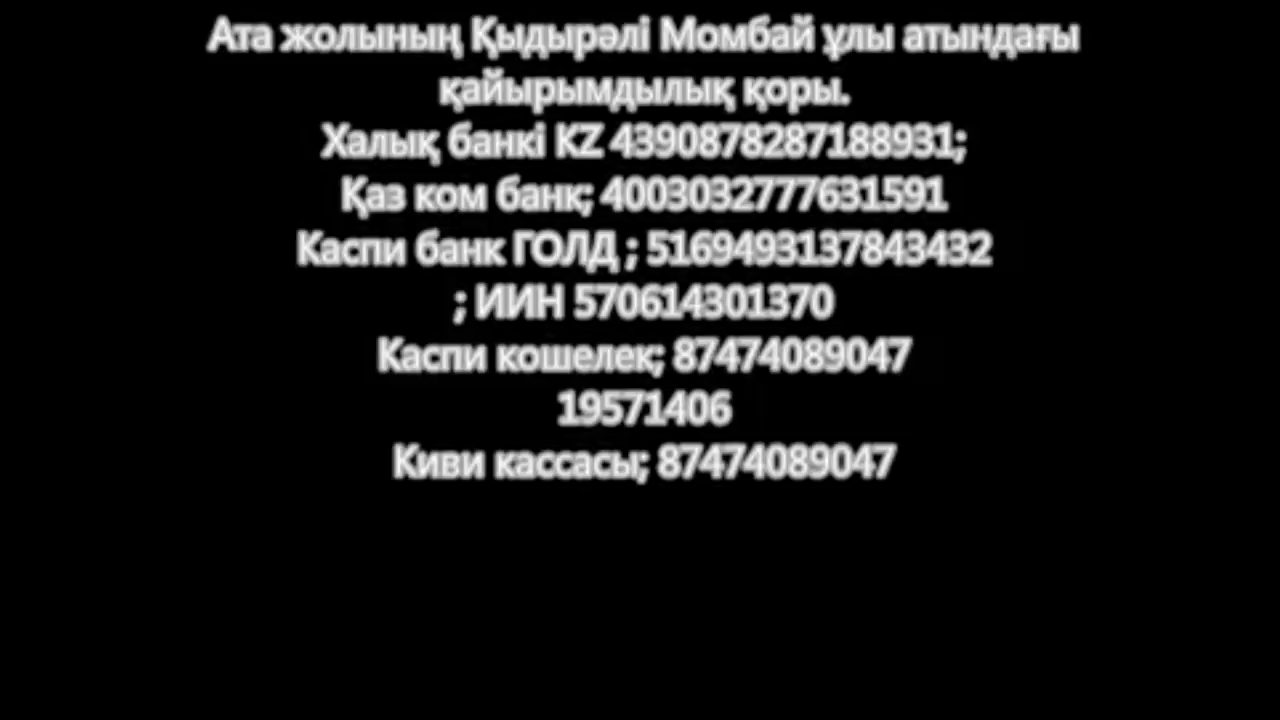 Ата жолының Қыдырәлі Момбай ұлы атындағы
қайырымдылық қоры.
Халық банкі KZ 4390878287188931;
Қаз ком банк; 4003032777631591
Каспи банк ГОЛД ; 5169493137843432
; ИИН 570614301370
Каспи кошелек; 87474089047
19571406
Киви кассасы; 87474089047